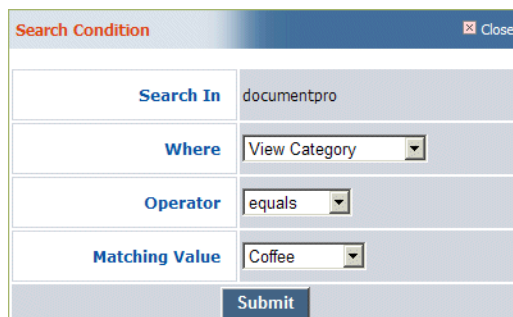 Search Condition Close
Search In documentpro
Where View Category
Operator equals
Matching Value Coffee
Submit